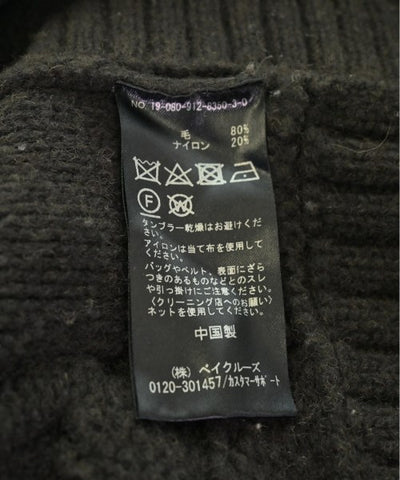 NO 19-080-912-8350-3-0
毛 80%
ナイロン 20%
F W
タンブラー乾燥はお避けくださ
い。
アイロンは当て布を使用して
ください。
バッグやベルト、表面にざら
つきのあるものなどとのスレ
や引っ掛けにご注意ください。
〈クリーニング店へのお願い〉
ネットを使用して下さい。
中国製
(株) ベイクルーズ
0120-301457/カスタマーサポート